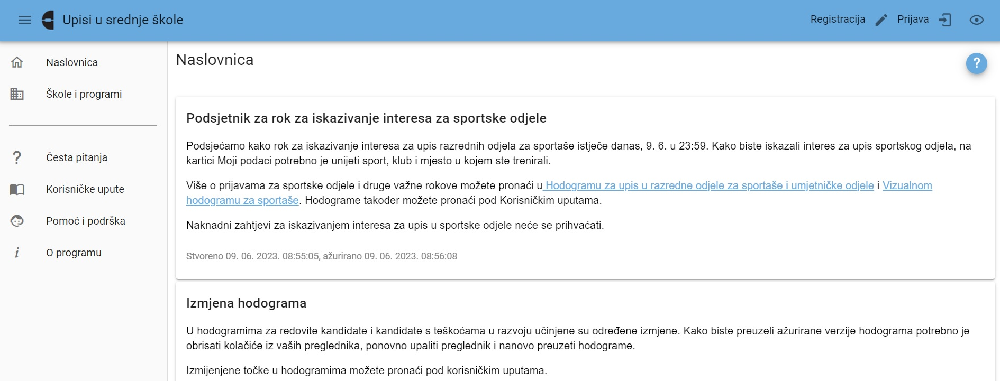 Upisi u srednje škole
Registracija
Prijava
Naslovnica
Škole i programi
Česta pitanja
Korisničke upute
Pomoć i podrška
O programu
Naslovnica
Podsjetnik za rok za iskazivanje interesa za sportske odjele
Podsjećamo kako rok za iskazivanje interesa za upis razrednih odjela za sportaše istječe danas, 9. 6. u 23:59. Kako biste iskazali interes za upis sportskog odjela, na
kartici Moji podaci potrebno je unijeti sport, klub i mjesto u kojem ste trenirali.
Više o prijavama za sportske odjele i druge važne rokove možete pronaći u Hodogramu za upis u razredne odjele za sportaše i umjetničke odjele i Vizualnom
hodogramu za sportaše. Hodograme također možete pronaći pod Korisničkim uputama.
Naknadni zahtjevi za iskazivanjem interesa za upis u sportske odjele neće se prihvaćati.
Stvoreno 09. 06. 2023. 08:55:05, ažurirano 09. 06. 2023. 08:56:08
Izmjena hodograma
U hodogramima za redovite kandidate i kandidate s teškoćama u razvoju učinjene su određene izmjene. Kako biste preuzeli ažurirane verzije hodograma potrebno je
obrisati kolačiće iz vaših preglednika, ponovno upaliti preglednik i nanovo preuzeti hodograme.
Izmijenjene točke u hodogramima možete pronaći pod korisničkim uputama.